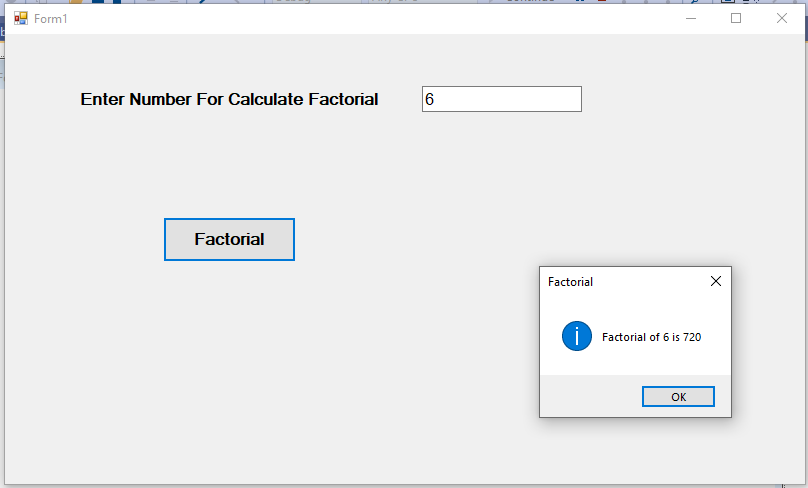 Form1
Enter Number For Calculate Factorial
6
Factorial
Factorial
Factorial of 6 is 720
OK